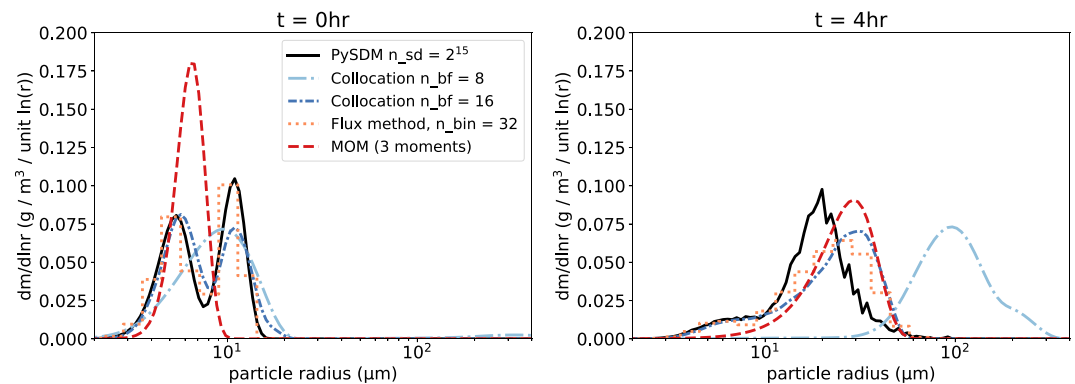 t = 0hr
dm/dlnr (g / m³ / unit ln(r))
0.200
0.175
0.150
0.125
0.100
0.075
0.050
0.025
0.000
PySDM n_sd = 2¹⁵
Collocation n_bf = 8
Collocation n_bf = 16
Flux method, n_bin = 32
MOM (3 moments)
10¹
10²
particle radius (μm)
t = 4hr
dm/dlnr (g / m³ / unit ln(r))
0.200
0.175
0.150
0.125
0.100
0.075
0.050
0.025
0.000
10¹
10²
particle radius (μm)